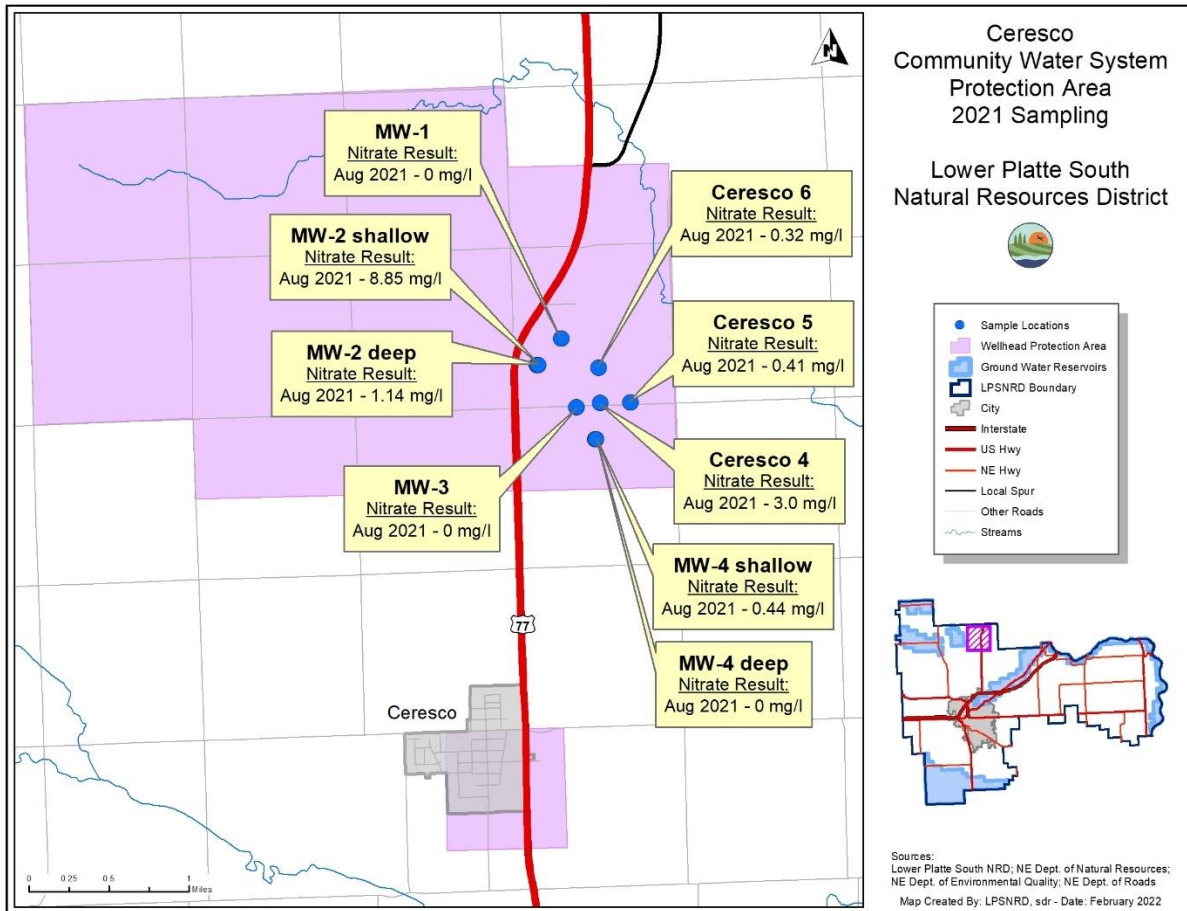 Ceresco
Community Water System
Protection Area
2021 Sampling
Lower Platte South
Natural Resources District
N
MW-1
Nitrate Result:
Aug 2021 - 0 mg/l
MW-2 shallow
Nitrate Result:
Aug 2021 - 8.85 mg/l
MW-2 deep
Nitrate Result:
Aug 2021 - 1.14 mg/l
MW-3
Nitrate Result:
Aug 2021 - 0 mg/l
Ceresco 6
Nitrate Result:
Aug 2021 - 0.32 mg/l
Ceresco 5
Nitrate Result:
Aug 2021 - 0.41 mg/l
Ceresco 4
Nitrate Result:
Aug 2021 - 3.0 mg/l
MW-4 shallow
Nitrate Result:
Aug 2021 - 0.44 mg/l
MW-4 deep
Nitrate Result:
Aug 2021 - 0 mg/l
77
Ceresco
0 0.25 0.5 1
Miles
Sample Locations
Wellhead Protection Area
Ground Water Reservoirs
LPSNRD Boundary
City
Interstate
US Hwy
NE Hwy
Local Spur
Other Roads
Streams
Sources:
Lower Platte South NRD; NE Dept. of Natural Resources;
NE Dept. of Environmental Quality; NE Dept. of Roads
Map Created By: LPSNRD, sdr - Date: February 2022